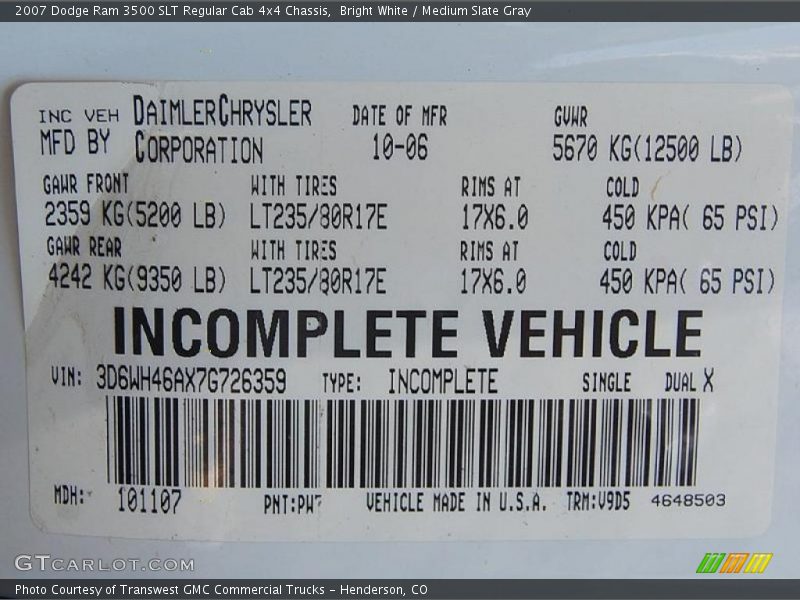 2007 Dodge Ram 3500 SLT Regular Cab 4x4 Chassis, Bright White / Medium Slate Gray
INC VEH DAIMLERCHRYSLER DATE OF MFR GVWR
MFD BY CORPORATION 10-06 5670 KG(12500 LB)
GAWR FRONT WITH TIRES RIMS AT COLD
2359 KG(5200 LB) LT235/80R17E 17X6.0 450 KPA( 65 PSI)
GAWR REAR WITH TIRES RIMS AT COLD
4242 KG(9350 LB) LT235/80R17E 17X6.0 450 KPA( 65 PSI)
INCOMPLETE VEHICLE
VIN: 3D6WH46AX7G726359 TYPE: INCOMPLETE SINGLE DUAL X
MDH: 101107 PNT:PW7 VEHICLE MADE IN U.S.A. TRM:V9D5 4648503
GTCARLOT.COM
Photo Courtesy of Transwest GMC Commercial Trucks - Henderson, CO